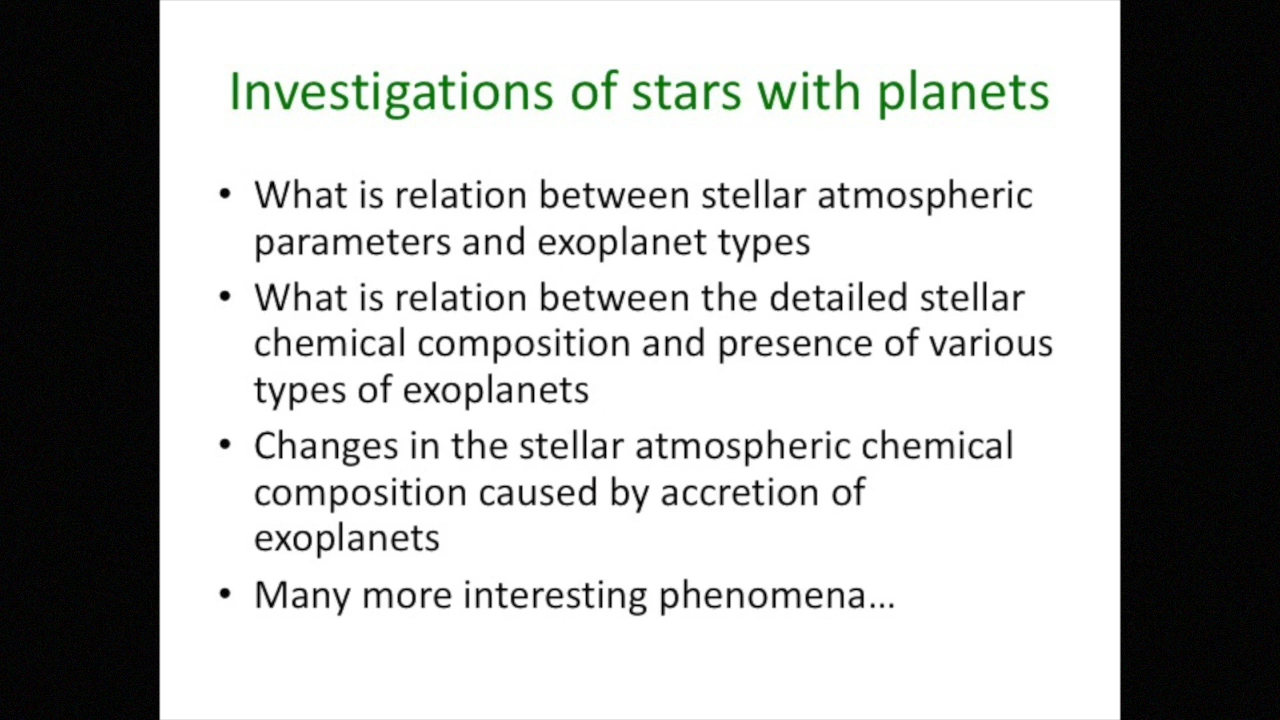 Investigations of stars with planets
• What is relation between stellar atmospheric
parameters and exoplanet types
• What is relation between the detailed stellar
chemical composition and presence of various
types of exoplanets
• Changes in the stellar atmospheric chemical
composition caused by accretion of
exoplanets
• Many more interesting phenomena…